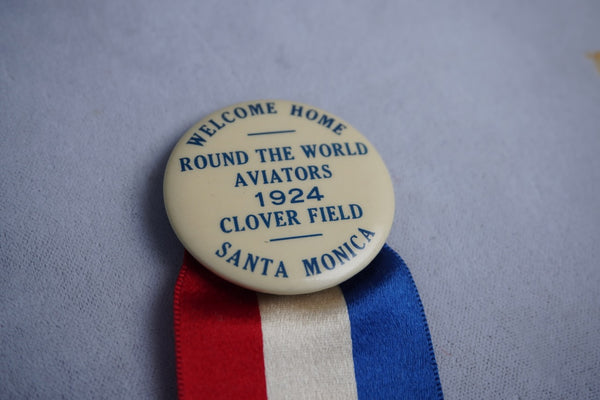 WELCOME HOME
ROUND THE WORLD
AVIATORS
1924
CLOVER FIELD
SANTA MONICA